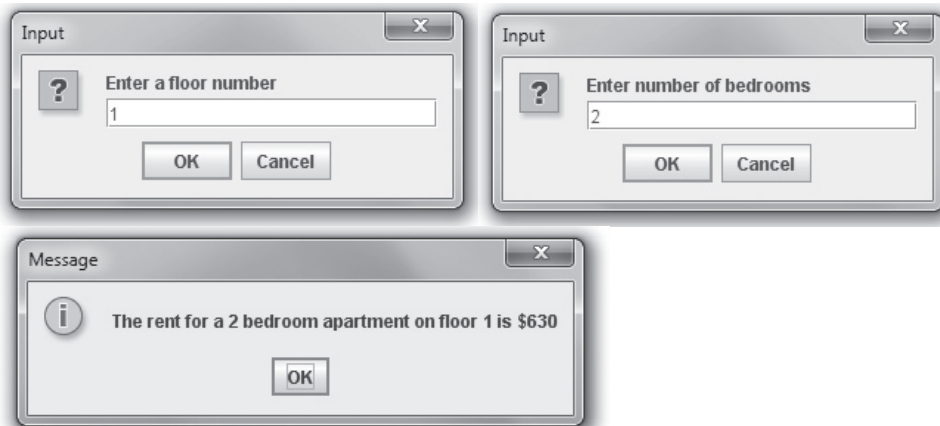 Input
X
Enter a floor number
?
1
OK Cancel
Input
X
Enter number of bedrooms
?
2
OK Cancel
Message
X
i
The rent for a 2 bedroom apartment on floor 1 is $630
OK